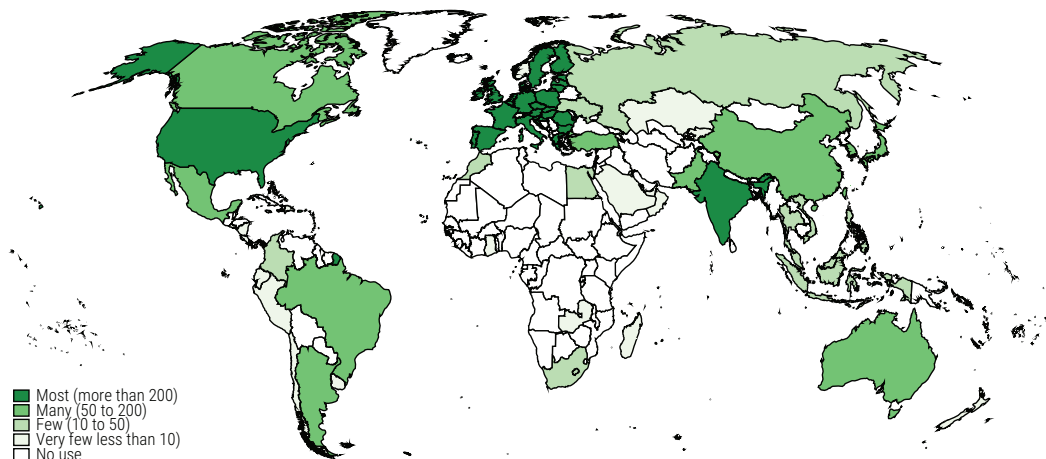 Most (more than 200)
Many (50 to 200)
Few (10 to 50)
Very few less than 10)
No use